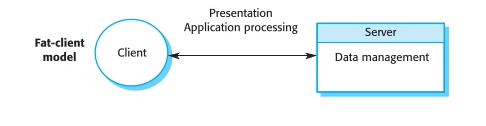 Presentation
Application processing
Fat-client
model
Client
Server
Data management